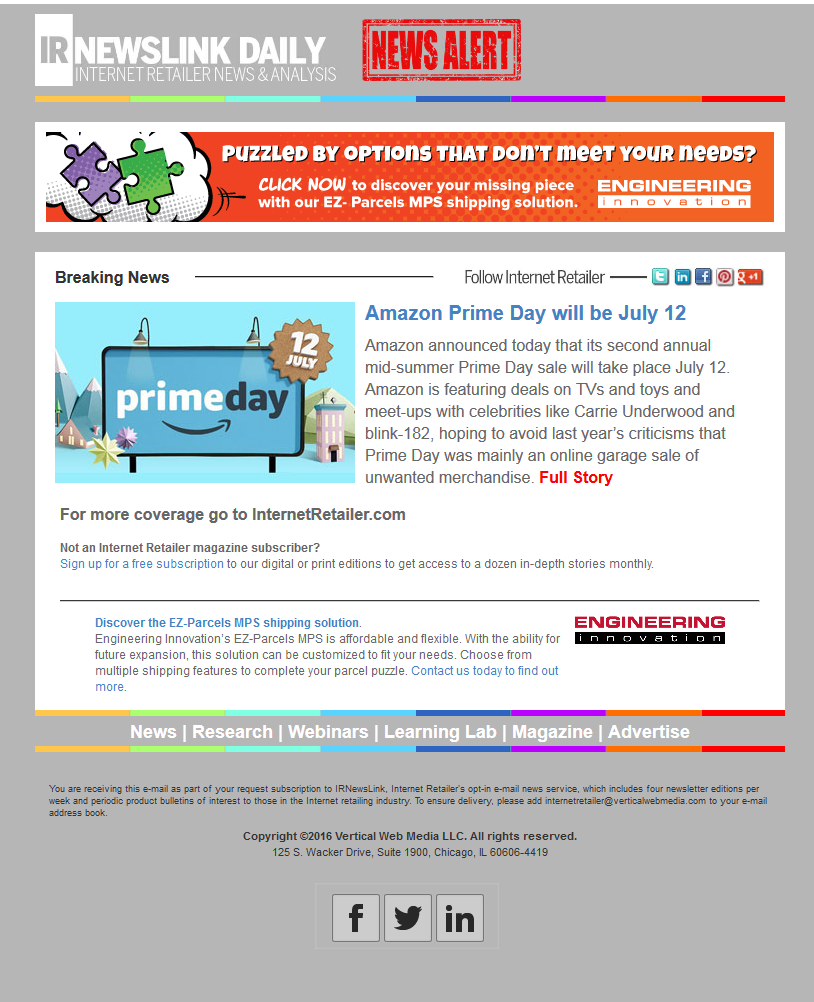 IR NEWSLINK DAILY
INTERNET RETAILER NEWS & ANALYSIS
NEWS ALERT
PUZZLED BY OPTIONS THAT DON'T MEET YOUR NEEDS?
CLICK NOW to discover your missing piece
with our EZ- Parcels MPS shipping solution.
ENGINEERING
innovation
Breaking News
Follow Internet Retailer
g +1
12
JULY
primeday
Amazon Prime Day will be July 12
Amazon announced today that its second annual
mid-summer Prime Day sale will take place July 12.
Amazon is featuring deals on TVs and toys and
meet-ups with celebrities like Carrie Underwood and
blink-182, hoping to avoid last year's criticisms that
Prime Day was mainly an online garage sale of
unwanted merchandise. Full Story
For more coverage go to InternetRetailer.com
Not an Internet Retailer magazine subscriber?
Sign up for a free subscription to our digital or print editions to get access to a dozen in-depth stories monthly.
Discover the EZ-Parcels MPS shipping solution.
Engineering Innovation's EZ-Parcels MPS is affordable and flexible. With the ability for
future expansion, this solution can be customized to fit your needs. Choose from
multiple shipping features to complete your parcel puzzle. Contact us today to find out
more.
ENGINEERING
innovation
News | Research | Webinars | Learning Lab | Magazine | Advertise
You are receiving this e-mail as part of your request subscription to IRNewsLink, Internet Retailer's opt-in e-mail news service, which includes four newsletter editions per
week and periodic product bulletins of interest to those in the Internet retailing industry. To ensure delivery, please add internetretailer@verticalwebmedia.com to your e-mail
address book.
Copyright ©2016 Vertical Web Media LLC. All rights reserved.
125 S. Wacker Drive, Suite 1900, Chicago, IL 60606-4419
f
in